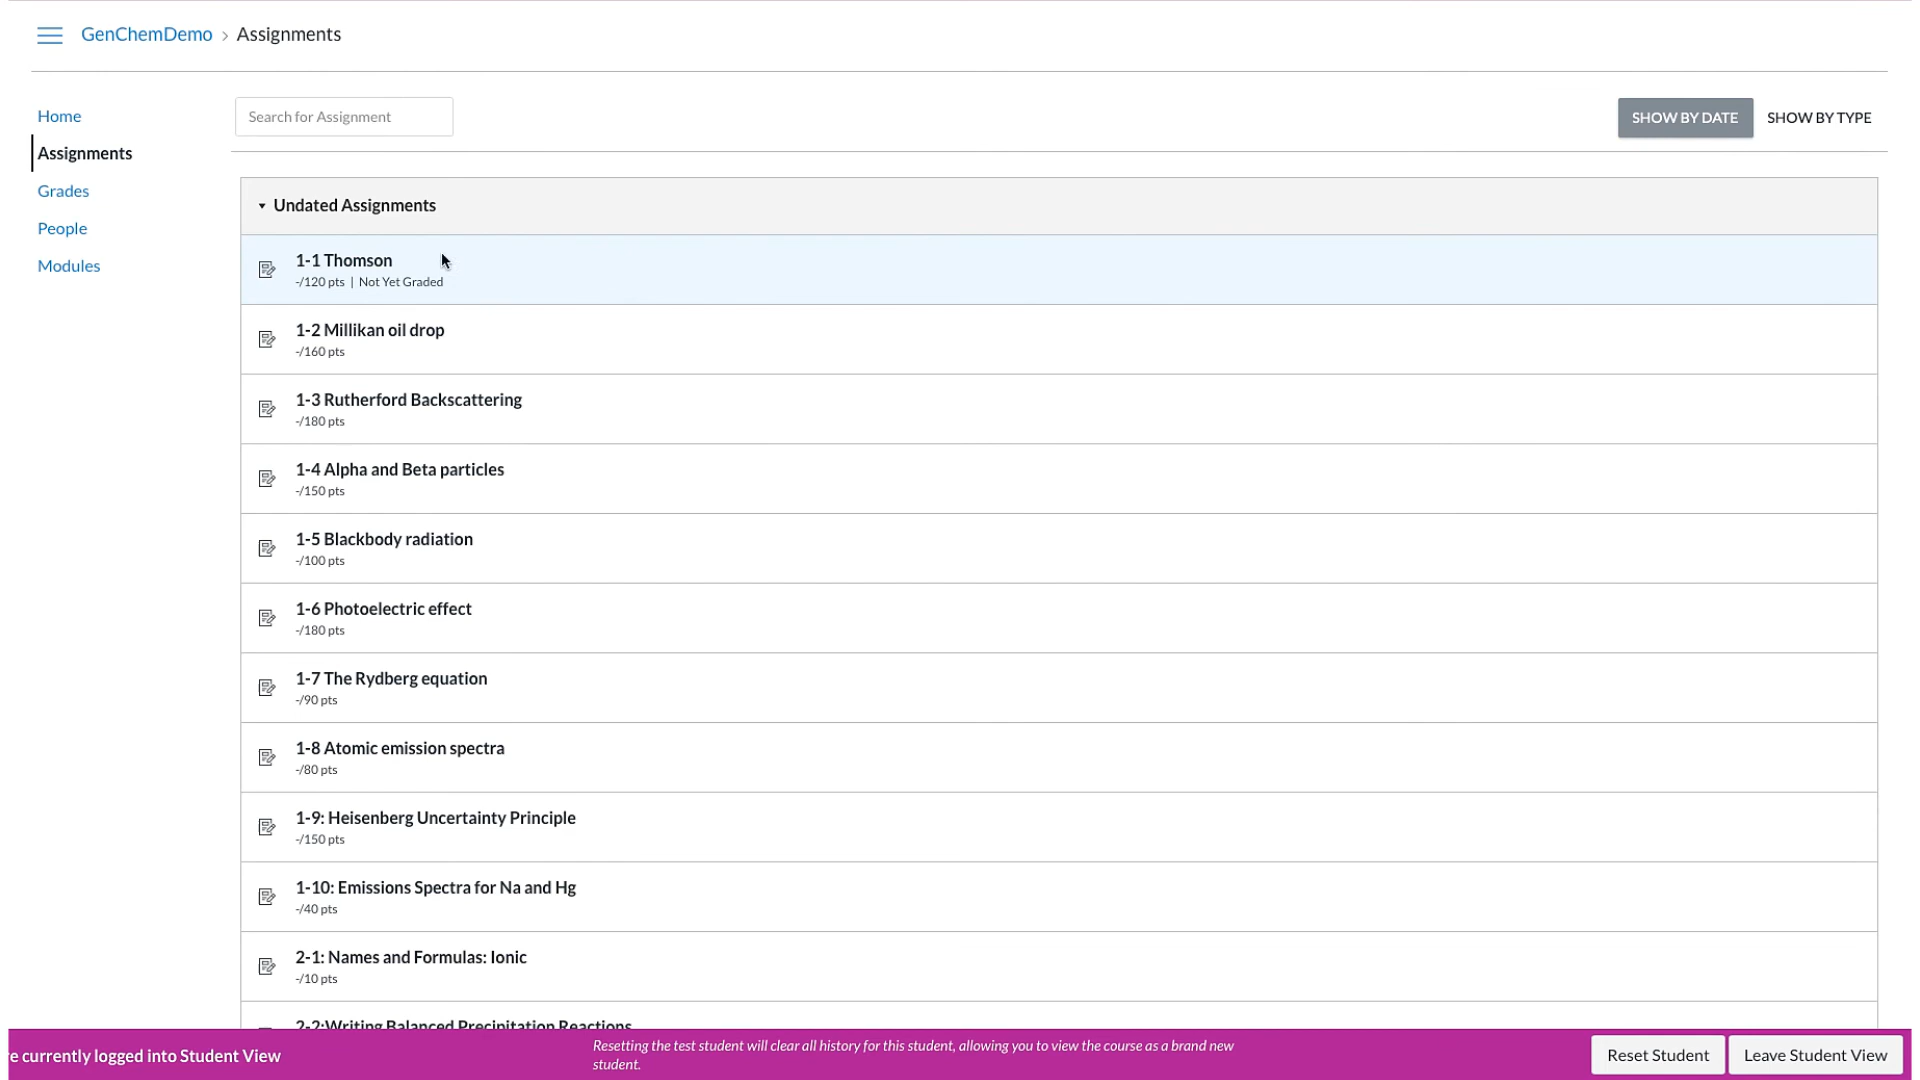 GenChemDemo › Assignments
Home
Assignments
Grades
People
Modules
Search for Assignment
SHOW BY DATE
SHOW BY TYPE
Undated Assignments
1-1 Thomson
-/120 pts | Not Yet Graded
1-2 Millikan oil drop
-/160 pts
1-3 Rutherford Backscattering
-/180 pts
1-4 Alpha and Beta particles
-/150 pts
1-5 Blackbody radiation
-/100 pts
1-6 Photoelectric effect
-/180 pts
1-7 The Rydberg equation
-/90 pts
1-8 Atomic emission spectra
-/80 pts
1-9: Heisenberg Uncertainty Principle
-/150 pts
1-10: Emissions Spectra for Na and Hg
-/40 pts
2-1: Names and Formulas: Ionic
-/10 pts
2-2:Writing Balanced Precipitation Reactions
e currently logged into Student View
Resetting the test student will clear all history for this student, allowing you to view the course as a brand new
student.
Reset Student
Leave Student View